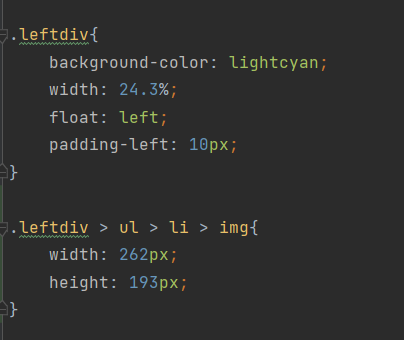 .leftdiv{
    background-color: lightcyan;
    width: 24.3%;
    float: left;
    padding-left: 10px;
}
.leftdiv > ul > li > img{
    width: 262px;
    height: 193px;
}